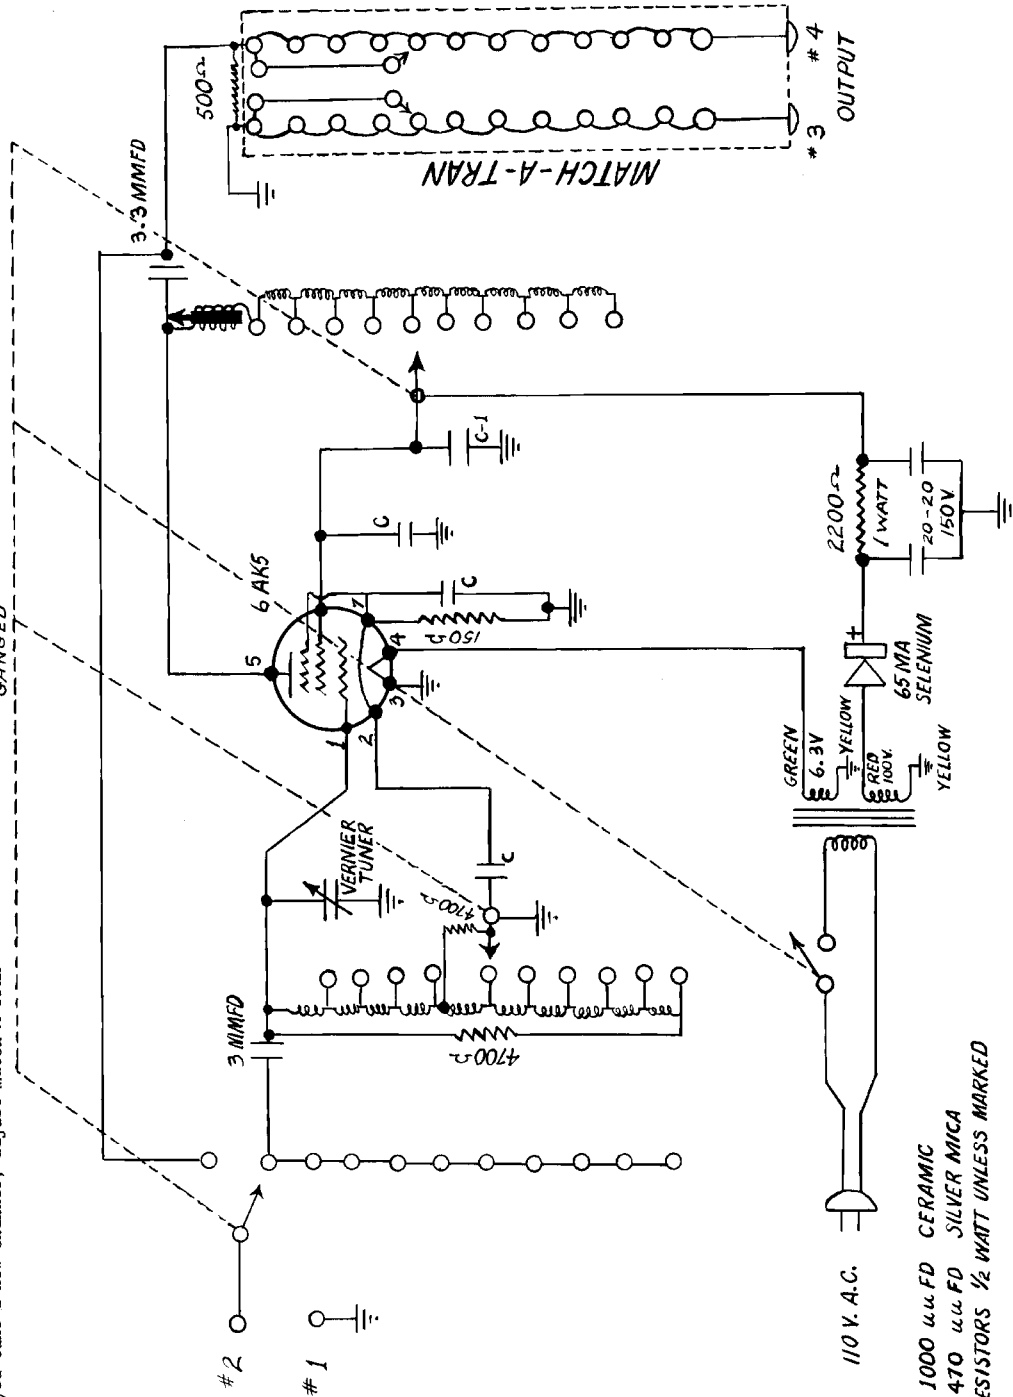 GANGED
3.3 MMFD
500Ω
MATCH-A-TRAN
#3
#4
OUTPUT
C-1
C
6 AK5
C
5
7
150Ω
4
3
2
1
VERNIER
TUNER
C
4700Ω
3 MMFD
4700Ω
2200Ω
1 WATT
20-20
150V
+
65 MA
SELENIUM
GREEN
6.3V
YELLOW
RED
100V.
YELLOW
#2
#1
110 V. A.C.
1000 uu FD CERAMIC
470 uu FD SILVER MICA
ESISTORS 1/2 WATT UNLESS MARKED